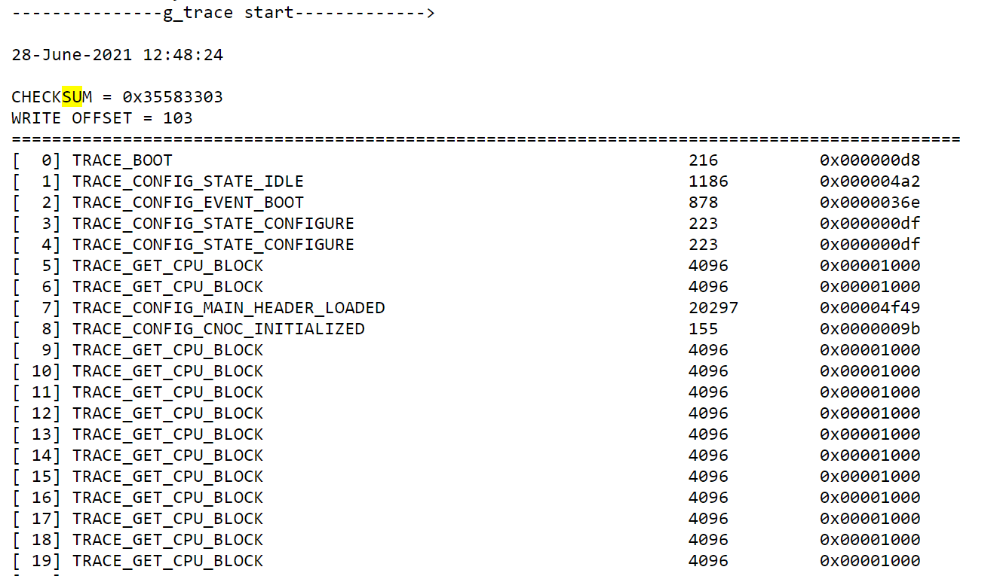 ---------------g_trace start------------->
28-June-2021 12:48:24
CHECKSUM = 0x35583303
WRITE OFFSET = 103
==============================================================================================
[  0] TRACE_BOOT 216 0x000000d8
[  1] TRACE_CONFIG_STATE_IDLE 1186 0x000004a2
[  2] TRACE_CONFIG_EVENT_BOOT 878 0x0000036e
[  3] TRACE_CONFIG_STATE_CONFIGURE 223 0x000000df
[  4] TRACE_CONFIG_STATE_CONFIGURE 223 0x000000df
[  5] TRACE_GET_CPU_BLOCK 4096 0x00001000
[  6] TRACE_GET_CPU_BLOCK 4096 0x00001000
[  7] TRACE_CONFIG_MAIN_HEADER_LOADED 20297 0x00004f49
[  8] TRACE_CONFIG_CNOC_INITIALIZED 155 0x0000009b
[  9] TRACE_GET_CPU_BLOCK 4096 0x00001000
[ 10] TRACE_GET_CPU_BLOCK 4096 0x00001000
[ 11] TRACE_GET_CPU_BLOCK 4096 0x00001000
[ 12] TRACE_GET_CPU_BLOCK 4096 0x00001000
[ 13] TRACE_GET_CPU_BLOCK 4096 0x00001000
[ 14] TRACE_GET_CPU_BLOCK 4096 0x00001000
[ 15] TRACE_GET_CPU_BLOCK 4096 0x00001000
[ 16] TRACE_GET_CPU_BLOCK 4096 0x00001000
[ 17] TRACE_GET_CPU_BLOCK 4096 0x00001000
[ 18] TRACE_GET_CPU_BLOCK 4096 0x00001000
[ 19] TRACE_GET_CPU_BLOCK 4096 0x00001000